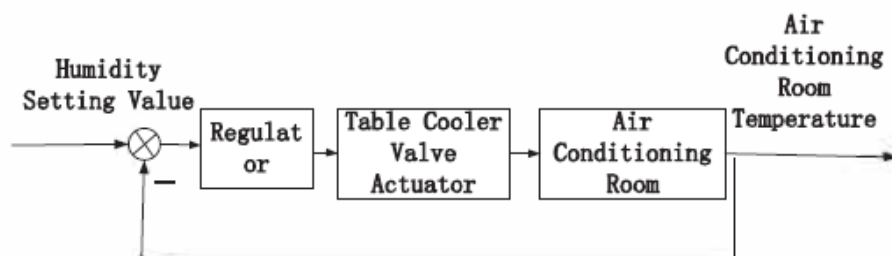 Humidity
Setting Value
Regulat
or
Table Cooler
Valve
Actuator
Air
Conditioning
Room
Air
Conditioning
Room
Temperature
−